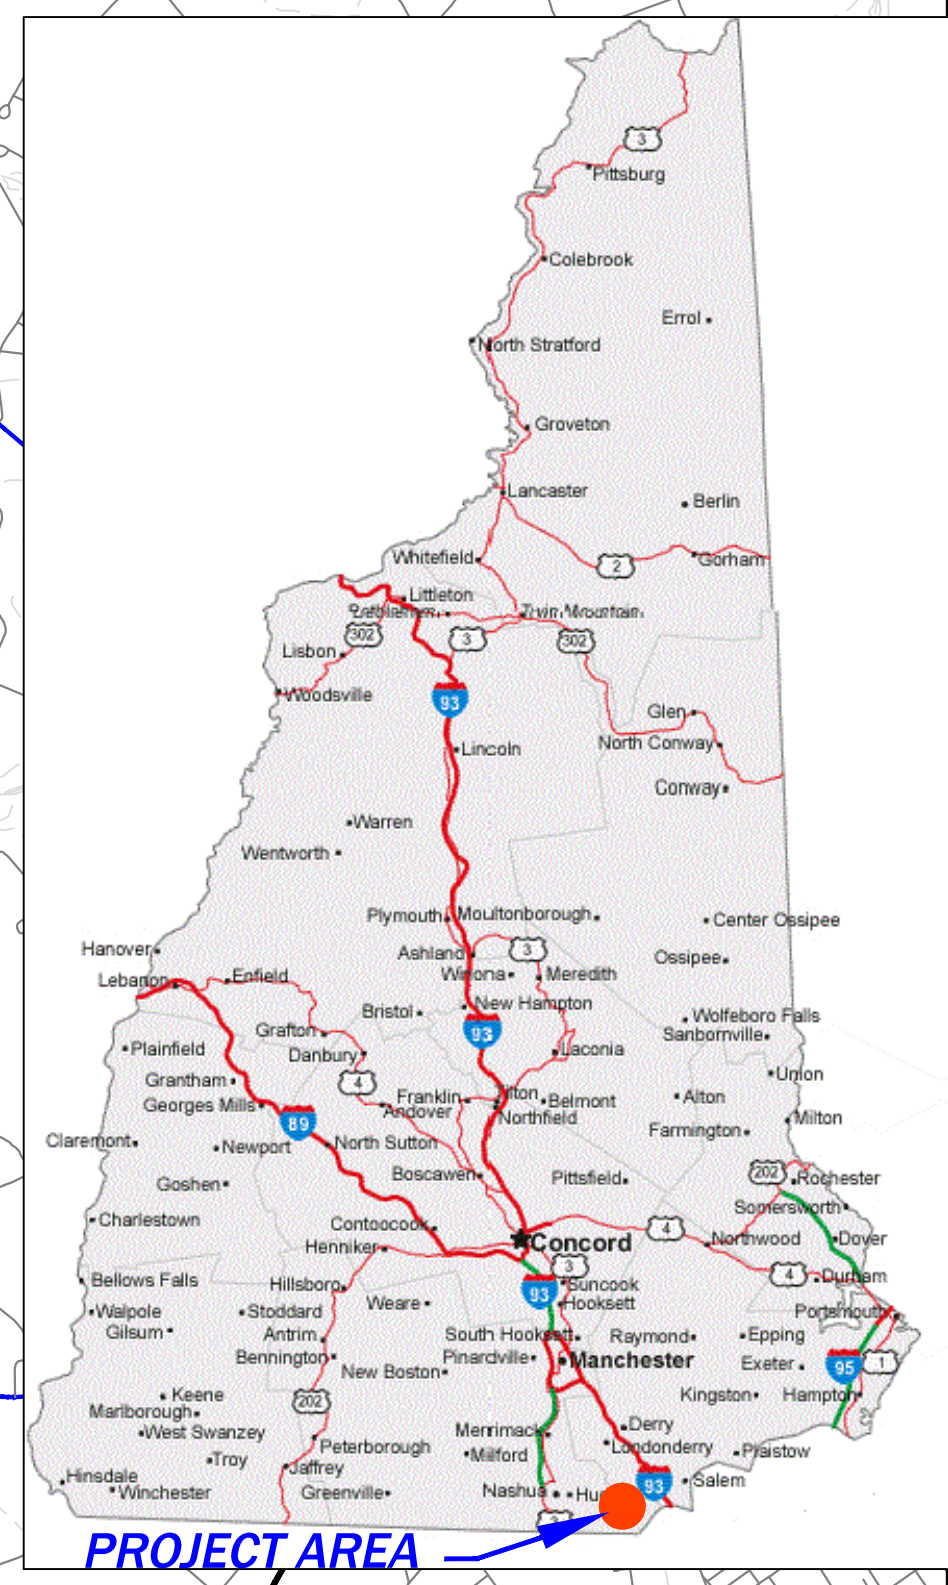 3
Pittsburg
Colebrook
Errol
North Stratford
Groveton
Lancaster
Berlin
Whitefield
2
Gorham
Littleton
Twin Mountain
302
3
302
Lisbon
Woodsville
93
Glen
Lincoln
North Conway
Conway
Warren
Wentworth
Plymouth
Moultonborough
Center Ossipee
Hanover
Ashland
3
Ossipee
Lebanon
Enfield
Winona
Meredith
Bristol
New Hampton
Wolfeboro Falls
Grafton
93
Sanbornville
Plainfield
Danbury
Laconia
Grantham
4
Union
Georges Mills
Franklin
Tilton
Belmont
Alton
Andover
Northfield
89
Milton
Claremont
Newport
North Sutton
Farmington
Boscawen
Pittsfield
202
Rochester
Goshen
Somersworth
Charlestown
Contoocook
4
Henniker
Concord
Northwood
Dover
3
Bellows Falls
Hillsboro
Suncook
4
Durham
93
Walpole
Stoddard
Weare
Hooksett
Portsmouth
Gilsum
Antrim
South Hooksett
Raymond
Epping
Bennington
Pinardville
Manchester
Exeter
95
1
New Boston
Keene
202
Kingston
Hampton
Marlborough
West Swanzey
Merrimack
Derry
Peterborough
Londonderry
Troy
Milford
Plaistow
Jaffrey
Hinsdale
93
Salem
Winchester
Greenville
Nashua
PROJECT AREA